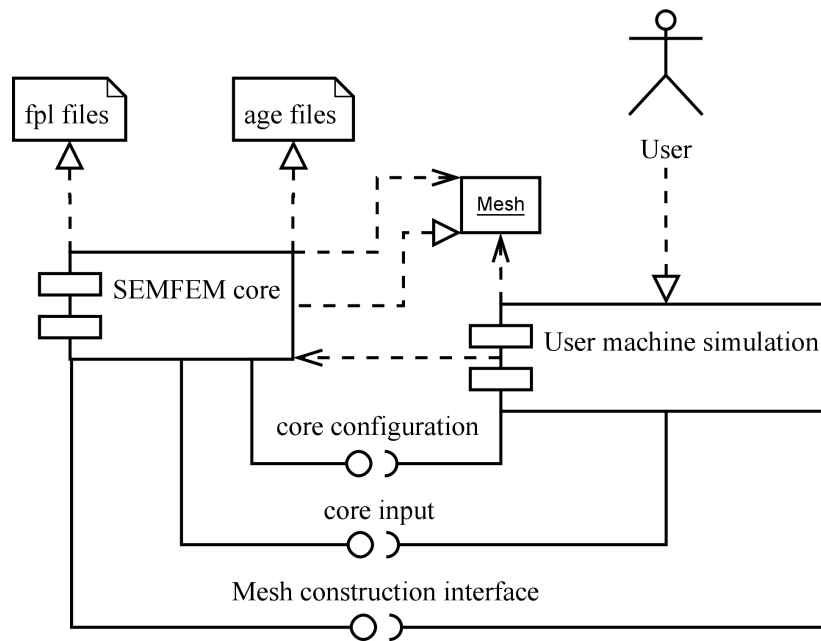 fpl files
age files
User
Mesh
SEMFEM core
User machine simulation
core configuration
core input
Mesh construction interface